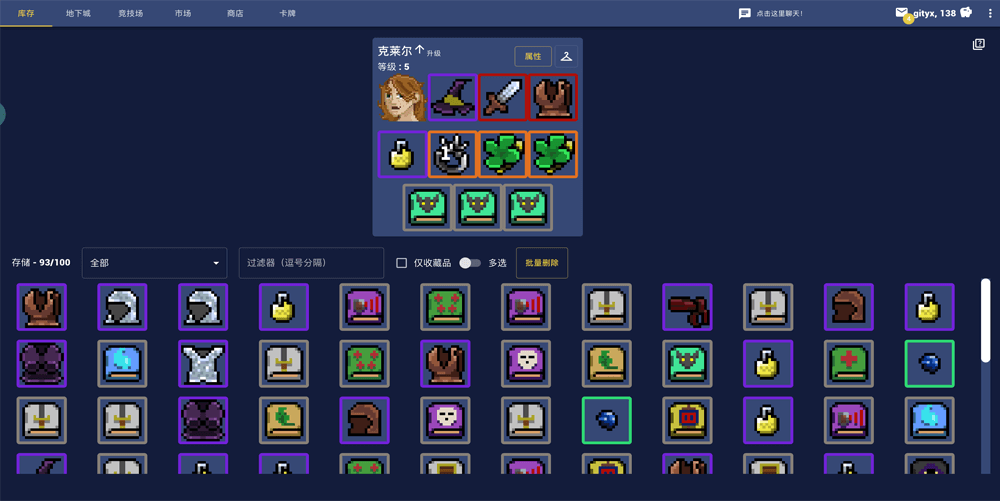 库存 地下城 竞技场 市场 商店 卡牌 点击这里聊天！ 4 gityx, 138
克莱尔 升级 属性
等级 : 5
存储 - 93/100 全部 过滤器（逗号分隔） 仅收藏品 多选 批量删除